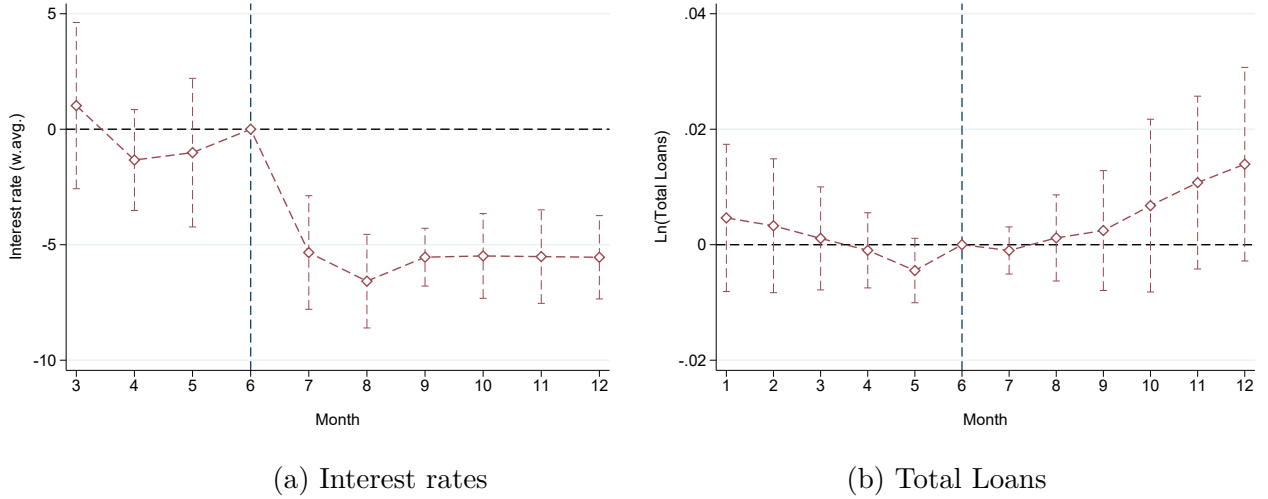 5
0
-5
-10
Interest rate (w.avg.)
3 4 5 6 7 8 9 10 11 12
Month
(a) Interest rates
.04
.02
0
-.02
Ln(Total Loans)
1 2 3 4 5 6 7 8 9 10 11 12
Month
(b) Total Loans